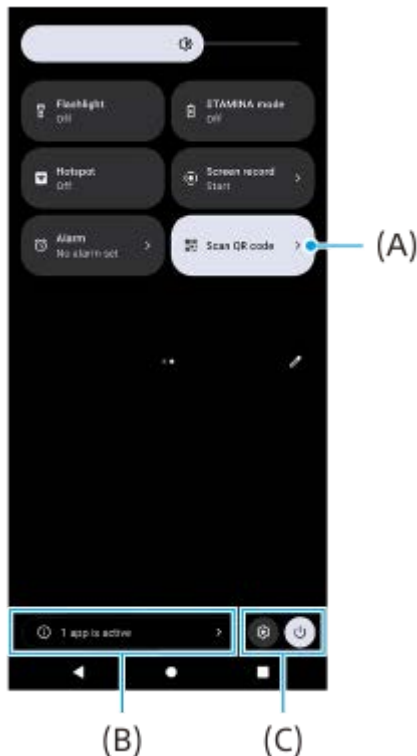 Flashlight
Off
STAMINA mode
Off
Hotspot
Off
Screen record
Start
Alarm
No alarm set
Scan QR code
(A)
1 app is active
(B)
(C)